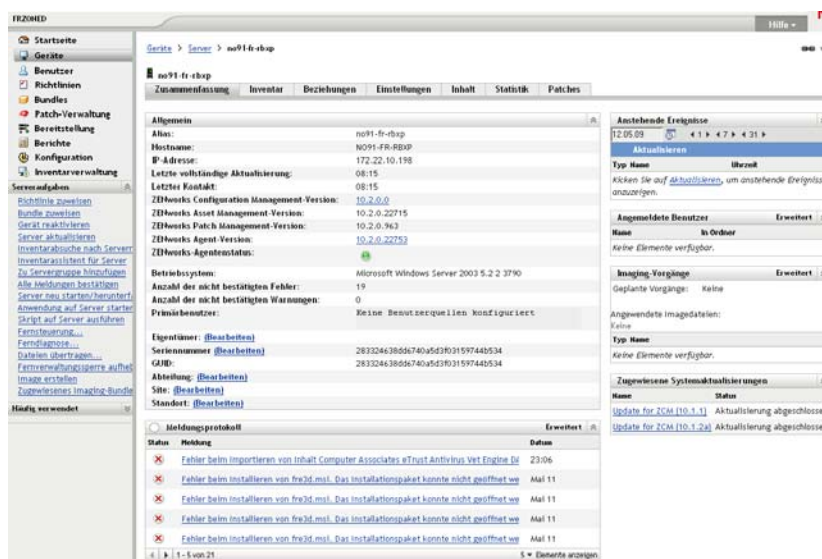 FRZONED
Hilfe
Startseite
Geräte
Benutzer
Richtlinien
Bundles
Patch-Verwaltung
Bereitstellung
Berichte
Konfiguration
Inventarverwaltung
Serveraufgaben
Richtlinie zuweisen
Bundle zuweisen
Gerät reaktivieren
Server aktualisieren
Inventarabsuche nach Servern
Inventarassistent für Server
Zu Servergruppe hinzufügen
Alle Meldungen bestätigen
Server neu starten/herunterf
Anwendung auf Server starten
Skript auf Server ausführen
Fernsteuerung...
Ferndiagnose...
Dateien übertragen...
Fernverwaltungssperre aufhe
Image erstellen
Zugewiesenes Imaging-Bundle
Häufig verwendet
Geräte > Server > no91-fr-rbxp
no91-fr-rbxp
Zusammenfassung Inventar Beziehungen Einstellungen Inhalt Statistik Patches
Allgemein
Alias: no91-fr-rbxp
Hostname: NO91-FR-RBXP
IP-Adresse: 172.22.10.198
Letzte vollständige Aktualisierung: 08:15
Letzter Kontakt: 08:15
ZENworks Configuration Management-Version: 10.2.0.0
ZENworks Asset Management-Version: 10.2.0.22715
ZENworks Patch Management-Version: 10.2.0.963
ZENworks Agent-Version: 10.2.0.22753
ZENworks-Agentenstatus:
Betriebssystem: Microsoft Windows Server 2003 5.2 2 3790
Anzahl der nicht bestätigten Fehler: 19
Anzahl der nicht bestätigten Warnungen: 0
Primärbenutzer: Keine Benutzerquellen konfiguriert
Eigentümer: (Bearbeiten)
Seriennummer (Bearbeiten) 283324638dd6740a5d3f03159744b534
GUID: 283324638dd6740a5d3f03159744b534
Abteilung: (Bearbeiten)
Site: (Bearbeiten)
Standort: (Bearbeiten)
Meldungsprotokoll Erweitert
Status Meldung Datum
Fehler beim Importieren von Inhalt Computer Associates eTrust Antivirus Vet Engine D 23:06
Fehler beim Installieren von fre3d.msi. Das Installationspaket konnte nicht geöffnet we Mai 11
Fehler beim Installieren von fre3d.msi. Das Installationspaket konnte nicht geöffnet we Mai 11
Fehler beim Installieren von fre3d.msi. Das Installationspaket konnte nicht geöffnet we Mai 11
Fehler beim Installieren von fre3d.msi. Das Installationspaket konnte nicht geöffnet we Mai 11
1 - 5 von 21 5 Elemente anzeigen
Anstehende Ereignisse
12.05.09 1 7 31
Aktualisieren
Typ Name Uhrzeit
Klicken Sie auf Aktualisieren, um anstehende Ereigniss
anzuzeigen.
Angemeldete Benutzer Erweitert
Name In Ordner
Keine Elemente verfügbar.
Imaging-Vorgänge Erweitert
Geplante Vorgänge: Keine
Angewendete Imagedateien:
Keine
Typ Name
Keine Elemente verfügbar.
Zugewiesene Systemaktualisierungen
Name Status
Update for ZCM (10.1.1) Aktualisierung abgeschlosse
Update for ZCM (10.1.2a) Aktualisierung abgeschlosse